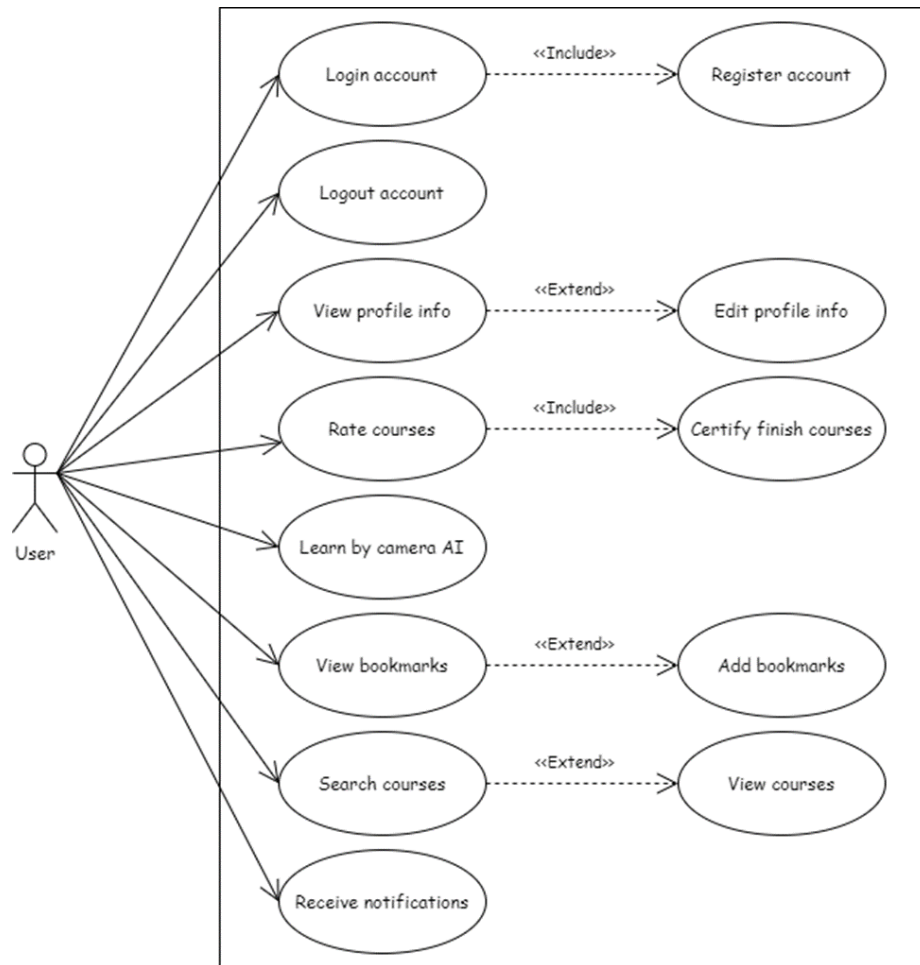 Login account
<<Include>>
Register account
Logout account
View profile info
<<Extend>>
Edit profile info
Rate courses
<<Include>>
Certify finish courses
User
Learn by camera AI
View bookmarks
<<Extend>>
Add bookmarks
Search courses
<<Extend>>
View courses
Receive notifications